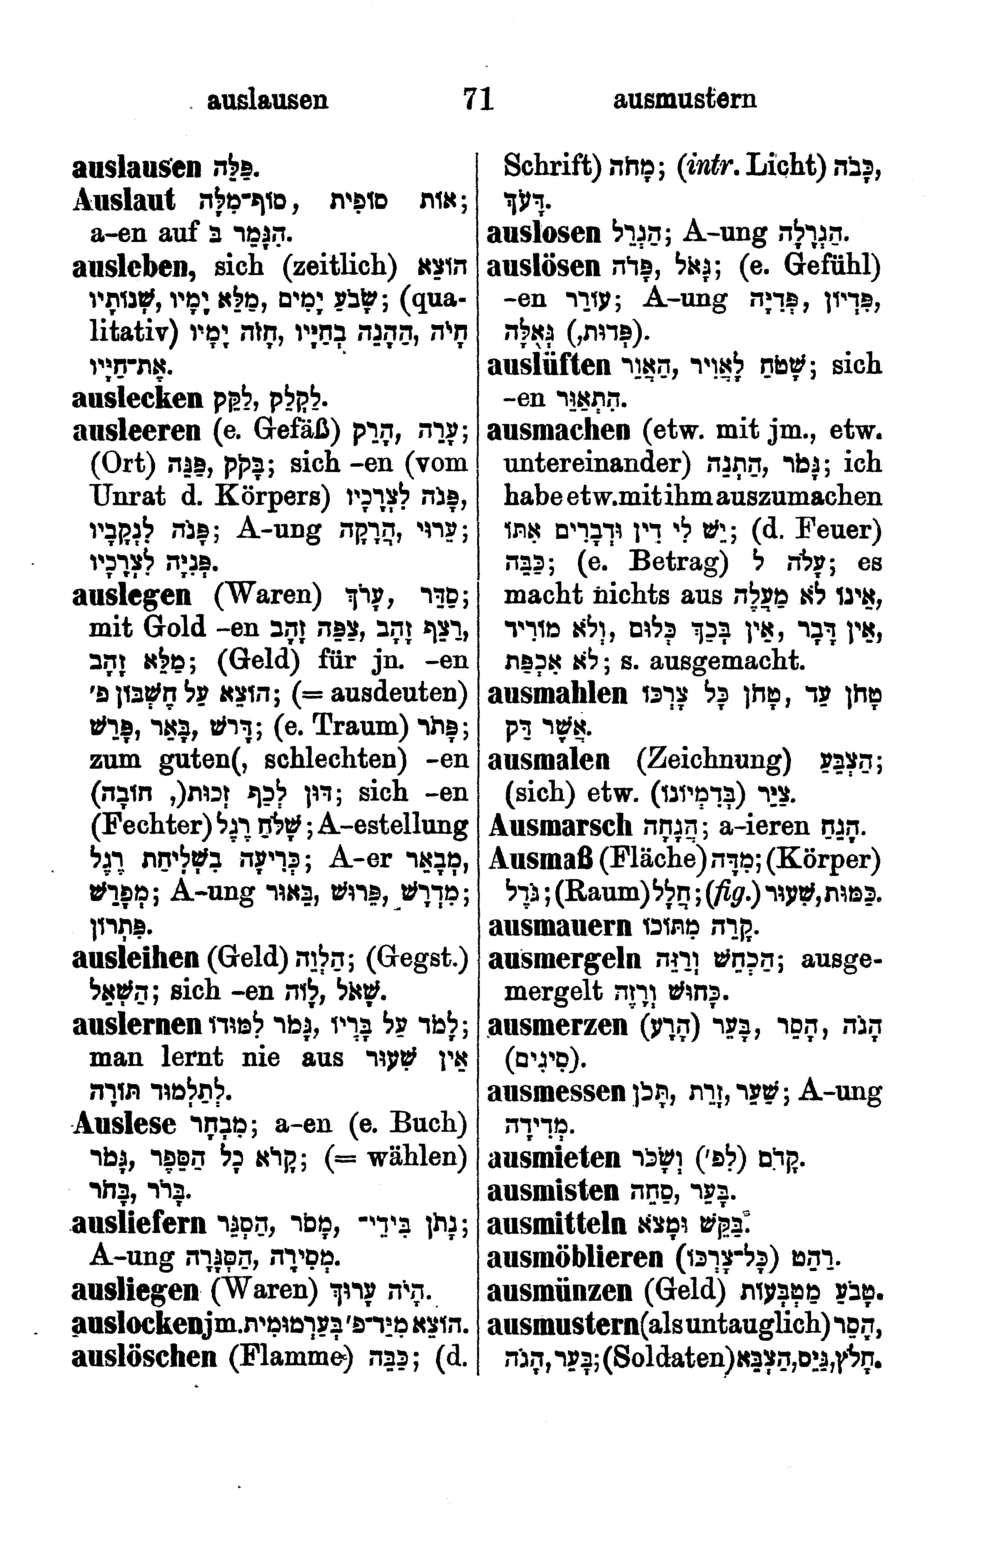 auslausen 71 ausmustern
auslausen פַּלֵּה.
Auslaut אוֹת סוֹפִית, סוֹף־מִלָּה;
a-en auf הִגָּמֵר בְּ.
ausleben, sich (zeitlich) הוֹצֵא
שְׁנוֹתָיו, מַלֵּא יָמָיו, שָׂבֹעַ יָמִים; (qua-
litativ) חָיֹה, הֵהָנֵה בְחַיָּיו, חָזֹה יָמָיו
אֶת־חַיָּיו.
auslecken לַקֵּק, לַקְלֵק.
ausleeren (e. Gefäß) עָרֵה, הָרֵק;
(Ort) בָּקֹק, פַּנֵּה; sich -en (vom
Unrat d. Körpers) פָּנֹה לִצְרָכָיו,
פָּנֹה לִנְקָבָיו; A-ung עֵרוּי, הֲרָקָה;
פְּנִיָּה לִצְרָכָיו.
auslegen (Waren) סַדֵּר, עָרֹךְ;
mit Gold -en רַצֵּף זָהָב, צַפֵּה זָהָב,
מַלֵּא זָהָב; (Geld) für jn. -en
הוֹצֵא עַל חֶשְׁבּוֹן פ'; (= ausdeuten)
דָּרֹשׁ, בָּאֵר, פָּרֵשׁ; (e. Traum) פָּתֹר;
zum guten(, schlechten) -en
דּוּן לְכַף זְכוּת(, חוֹבָה); sich -en
(Fechter) שָׁלֹחַ רֶגֶל; A-estellung
כְּרִיעָה בִשְׁלִיחַת רֶגֶל; A-er מְבָאֵר,
מְפָרֵשׁ; A-ung מִדְרָשׁ, פֵּרוּשׁ, בֵּאוּר;
פִּתְרוֹן.
ausleihen (Geld) הַלְוֵה; (Gegst.)
הַשְׁאֵל; sich -en לָוֹה, שָׁאֹל.
auslernen לָמֹד עַל בֻּרְיוֹ, גָּמֹר לִמּוּדוֹ;
man lernt nie aus אֵין שִׁעוּר
לְתַלְמוּד תּוֹרָה.
Auslese מִבְחָר; a-en (e. Buch)
קָרֹא כָל הַסֵּפֶר, גָּמֹר; (= wählen)
בָּרֹר, בָּחֹר.
ausliefern נָתֹן בִּידֵי־, מָסֹר, הַסְגֵּר;
A-ung מְסִירָה, הַסְגָּרָה.
ausliegen (Waren) הָיֹה עָרוּךְ.
auslocken jm. הוֹצֵא מִיַּד־פ' בְּעַרְמוּמִית.
auslöschen (Flamme) כַּבֵּה; (d.
Schrift) מָחֹה; (intr. Licht) כָּבֹה,
דָּעֹךְ.
auslosen הַגְרֵל; A-ung הַגְרָלָה.
auslösen גָּאֹל, פָּדֹה; (e. Gefühl)
-en עוֹרֵר; A-ung פִּדְיוֹן, פְּדִיָּה,
(פְּדוּת,) גְּאֻלָּה.
auslüften שָׁטֹחַ לָאֲוִיר, הַאֲוֵר; sich
-en הִתְאַוֵּר.
ausmachen (etw. mit jm., etw.
untereinander) גָּמֹר, הַתְנֵה; ich
habe etw. mit ihm auszumachen
יֵשׁ לִי דִין וּדְבָרִים אִתּוֹ; (d. Feuer)
כַּבֵּה; (e. Betrag) עָלֹה לְ; es
macht nichts aus אֵינוֹ לֹא מַעֲלֶה,
וְלֹא מוֹרִיד, אֵין בְּכָךְ כְּלוּם, אֵין דָּבָר,
לֹא אִכְפַּת; s. ausgemacht.
ausmahlen טָחֹן עַד, טָחֹן כָּל צָרְכּוֹ
אֲשֶׁר דַּק.
ausmalen (Zeichnung) הַצְבֵּעַ;
(sich) etw. צַיֵּר (בְּדִמְיוֹנוֹ).
Ausmarsch הֲנָחָה; a-ieren הָנַח.
Ausmaß (Fläche) מִדָּה; (Körper)
גֹּדֶל; (Raum) חָלָל; (fig.) כַּמּוּת, שִׁעוּר.
ausmauern קָרֵה מִתּוֹכוֹ.
ausmergeln הַכְחֵשׁ וְרַזֵּה; ausge-
mergelt כָּחוּשׁ וְרָזֶה.
ausmerzen בָּעֵר (הָרָע), הָסֵר, הָגֹה
(סִיגִים).
ausmessen תָּכֹן, זָרֵת, שַׁעֵר; A-ung
מְדִידָה.
ausmieten קָדֹם (לִפ') וְשָׂכֹר.
ausmisten בָּעֵר, סַחֵה.
ausmitteln בַּקֵּשׁ וּמָצֹא.
ausmöblieren רַהֵט (כָּל־צָרְכּוֹ).
ausmünzen (Geld) טָבֹעַ מַטְבְּעוֹת.
ausmustern (als untauglich) הָסֵר,
בָּעֵר, הָגֹה; (Soldaten) חָלֹץ, גַּיֵּס, הַצְבֵּא.